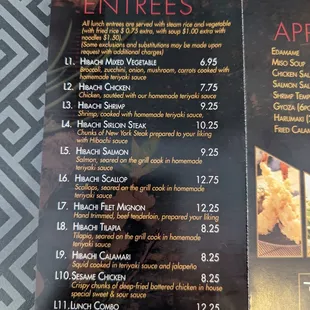 ENTREES
All lunch entrees are served with steam rice and vegetable
(with fried rice $ 0.75 extra, with soup $1.00 extra with
noodles $1.50)
(Some exclusions and substitutions may be made upon
request with additional charges)
L1. HIBACHI MIXED VEGETABLE 6.95
Broccoli, zucchini, onion, mushroom, carrots cooked with
homemade teriyaki sauce
L2. HIBACHI CHICKEN 7.75
Chicken, sautéed with our homemade teriyaki sauce
L3. HIBACHI SHRIMP 9.25
Shrimp, cooked with homemade teriyaki sauce
L4. HIBACHI SIRLOIN STEAK 10.25
Chunks of New York Steak prepared to your liking
with Hibachi sauce
L5. HIBACHI SALMON 9.25
Salmon, seared on the grill cook in homemade
teriyaki sauce
L6. HIBACHI SCALLOP 12.75
Scallops, seared on the grill cook in homemade
teriyaki sauce
L7. HIBACHI FILET MIGNON 12.25
Hand trimmed, beef tenderloin, prepared your liking
L8. HIBACHI TILAPIA 8.25
Tilapia, seared on the grill cook in homemade
teriyaki sauce
L9. HIBACHI CALAMARI 8.25
Squid cooked in teriyaki sauce and jalapeño
L10. SESAME CHICKEN 8.25
Crispy chunks of deep-fried battered chicken in house
special sweet & sour sauce
L11. LUNCH COMBO 12.25
APP
EDAMAME
MISO SOUP
CHICKEN SAL
SALMON SAL
SHRIMP TEMP
GYOZA (6PC
HARUMAKI (
FRIED CALAM